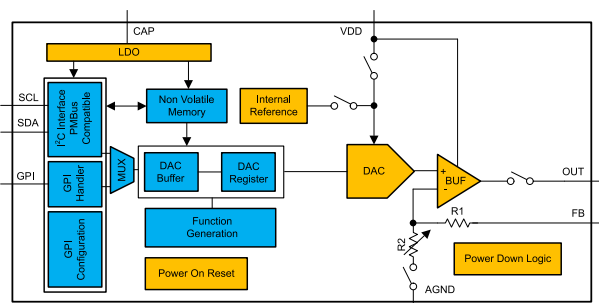 CAP
VDD
LDO
SCL
SDA
GPI
I²C Interface
PMBus
Compatible
Non Volatile
Memory
Internal
Reference
MUX
GPI
Handler
DAC
Buffer
DAC
Register
DAC
+
-
BUF
OUT
FB
R1
R2
GPI
Configuration
Function
Generation
Power On Reset
Power Down Logic
AGND